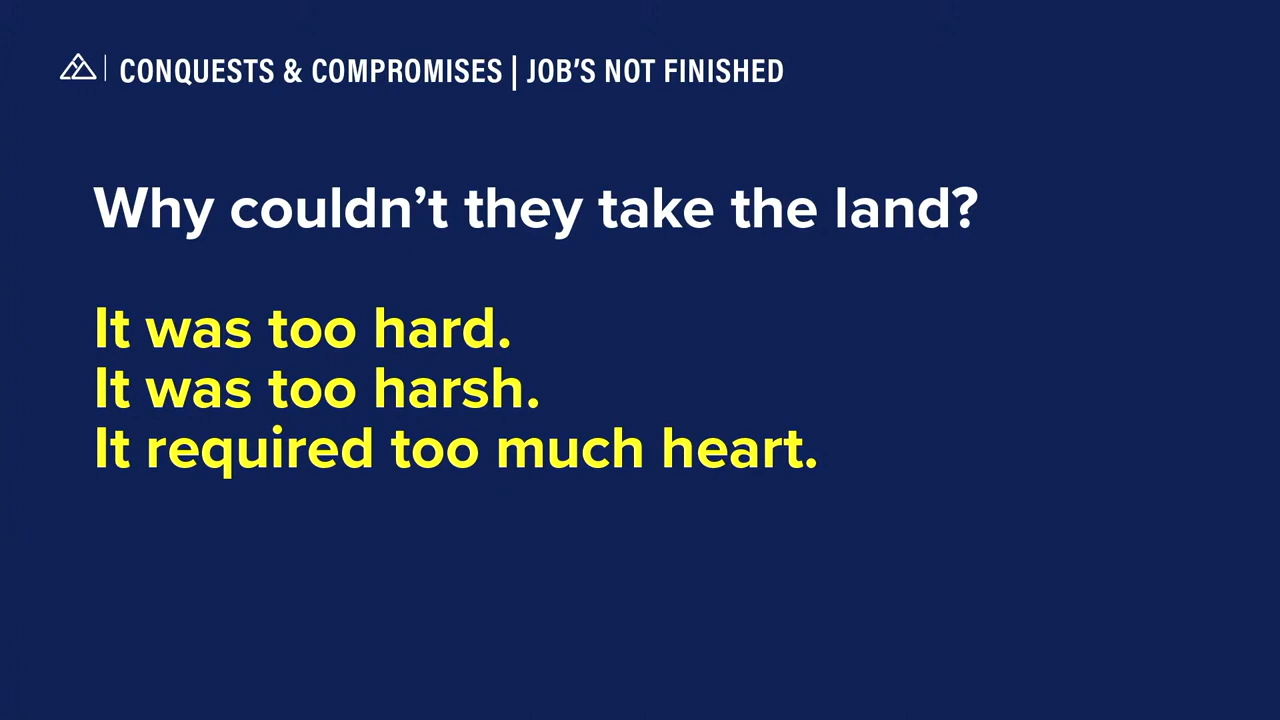 CONQUESTS & COMPROMISES | JOB’S NOT FINISHED
Why couldn’t they take the land?
It was too hard.
It was too harsh.
It required too much heart.